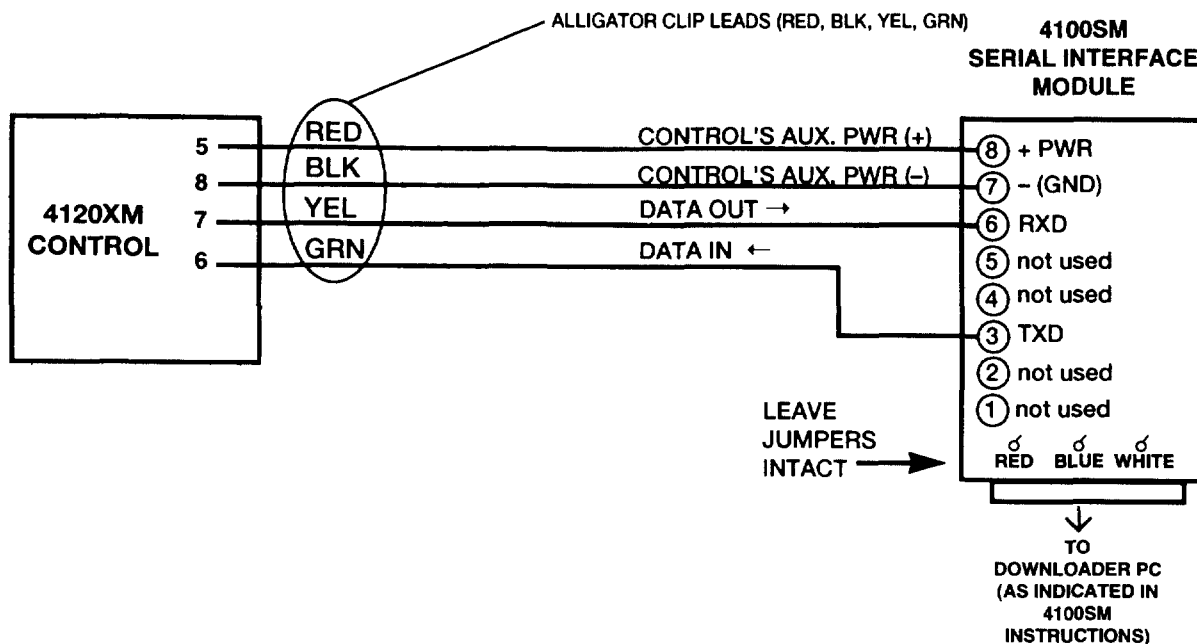 ALLIGATOR CLIP LEADS (RED, BLK, YEL, GRN)
4100SM
SERIAL INTERFACE
MODULE
4120XM
CONTROL
5
8
7
6
RED
BLK
YEL
GRN
CONTROL'S AUX. PWR (+)
CONTROL'S AUX. PWR (–)
DATA OUT →
DATA IN ←
8 + PWR
7 – (GND)
6 RXD
5 not used
4 not used
3 TXD
2 not used
1 not used
RED BLUE WHITE
LEAVE
JUMPERS
INTACT
TO
DOWNLOADER PC
(AS INDICATED IN
4100SM
INSTRUCTIONS)